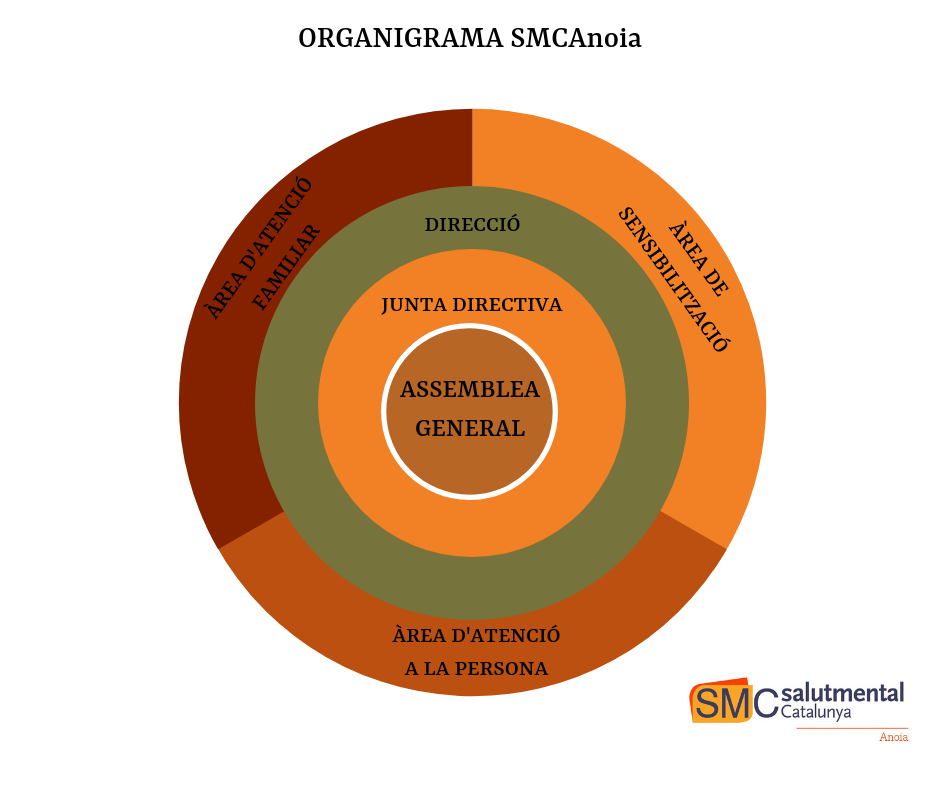 ORGANIGRAMA SMCAnoia
ÀREA D'ATENCIÓ
FAMILIAR
DIRECCIÓ
ÀREA DE
SENSIBILITZACIÓ
JUNTA DIRECTIVA
ASSEMBLEA
GENERAL
ÀREA D'ATENCIÓ
A LA PERSONA
SMC salutmental
Catalunya
Anoia